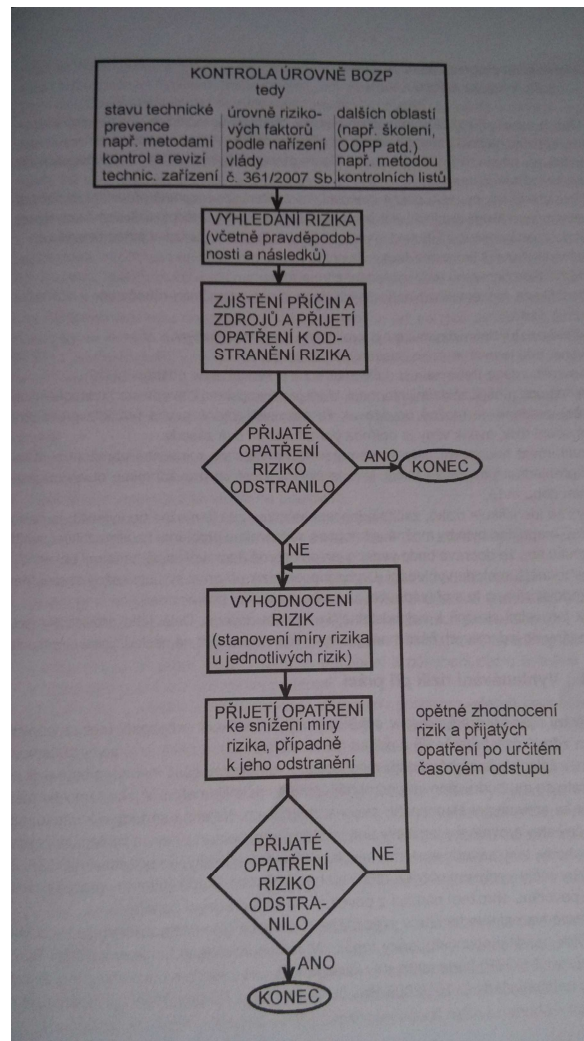 KONTROLA ÚROVNĚ BOZP
tedy
stavu technické
prevence
např. metodami
kontrol a revizí
technic. zařízení
úrovně riziko-
vých faktorů
podle nařízení
vlády
č. 361/2007 Sb.
dalších oblastí
(např. školení,
OOPP atd.)
např. metodou
kontrolních listů
VYHLEDÁNÍ RIZIKA
(včetně pravděpodob-
nosti a následků)
ZJIŠTĚNÍ PŘÍČIN A
ZDROJŮ A PŘIJETÍ
OPATŘENÍ K OD-
STRANĚNÍ RIZIKA
PŘIJATÉ
OPATŘENÍ
RIZIKO
ODSTRANILO
ANO
KONEC
NE
VYHODNOCENÍ
RIZIK
(stanovení míry rizika
u jednotlivých rizik)
PŘIJETÍ OPATŘENÍ
ke snížení míry
rizika, případně
k jeho odstranění
opětné zhodnocení
rizik a přijatých
opatření po určitém
časovém odstupu
PŘIJATÉ
OPATŘENÍ
RIZIKO
ODSTRA-
NILO
NE
ANO
KONEC